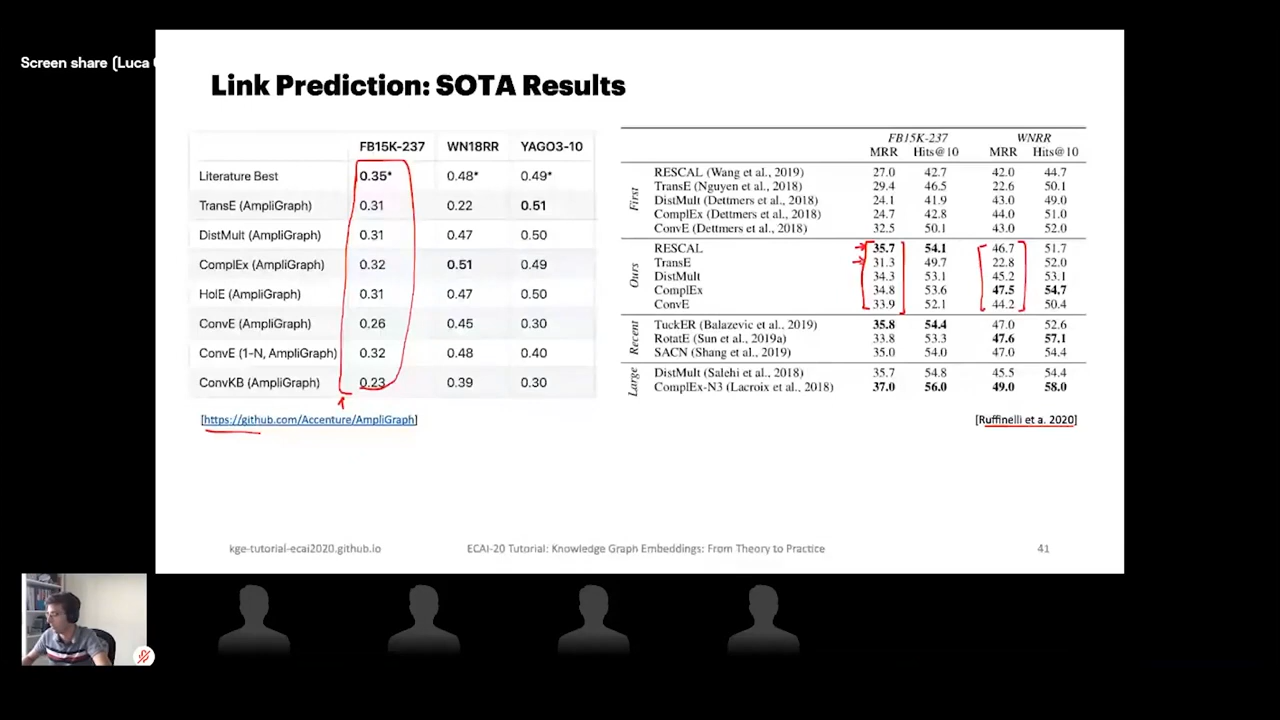 Screen share (Luca
Link Prediction: SOTA Results
FB15K-237 WN18RR YAGO3-10
Literature Best 0.35* 0.48* 0.49*
TransE (AmpliGraph) 0.31 0.22 0.51
DistMult (AmpliGraph) 0.31 0.47 0.50
ComplEx (AmpliGraph) 0.32 0.51 0.49
HolE (AmpliGraph) 0.31 0.47 0.50
ConvE (AmpliGraph) 0.26 0.45 0.30
ConvE (1-N, AmpliGraph) 0.32 0.48 0.40
ConvKB (AmpliGraph) 0.23 0.39 0.30
[https://github.com/Accenture/AmpliGraph]
FB15K-237 WNRR
MRR Hits@10 MRR Hits@10
First
RESCAL (Wang et al., 2019) 27.0 42.7 42.0 44.7
TransE (Nguyen et al., 2018) 29.4 46.5 22.6 50.1
DistMult (Dettmers et al., 2018) 24.1 41.9 43.0 49.0
ComplEx (Dettmers et al., 2018) 24.7 42.8 44.0 51.0
ConvE (Dettmers et al., 2018) 32.5 50.1 43.0 52.0
Ours
RESCAL 35.7 54.1 46.7 51.7
TransE 31.3 49.7 22.8 52.0
DistMult 34.3 53.1 45.2 53.1
ComplEx 34.8 53.6 47.5 54.7
ConvE 33.9 52.1 44.2 50.4
Recent
TuckER (Balazevic et al., 2019) 35.8 54.4 47.0 52.6
RotatE (Sun et al., 2019a) 33.8 53.3 47.6 57.1
SACN (Shang et al., 2019) 35.0 54.0 47.0 54.4
Large
DistMult (Salehi et al., 2018) 35.7 54.8 45.5 54.4
ComplEx-N3 (Lacroix et al., 2018) 37.0 56.0 49.0 58.0
[Ruffinelli et a. 2020]
kge-tutorial-ecai2020.github.io ECAI-20 Tutorial: Knowledge Graph Embeddings: From Theory to Practice 41